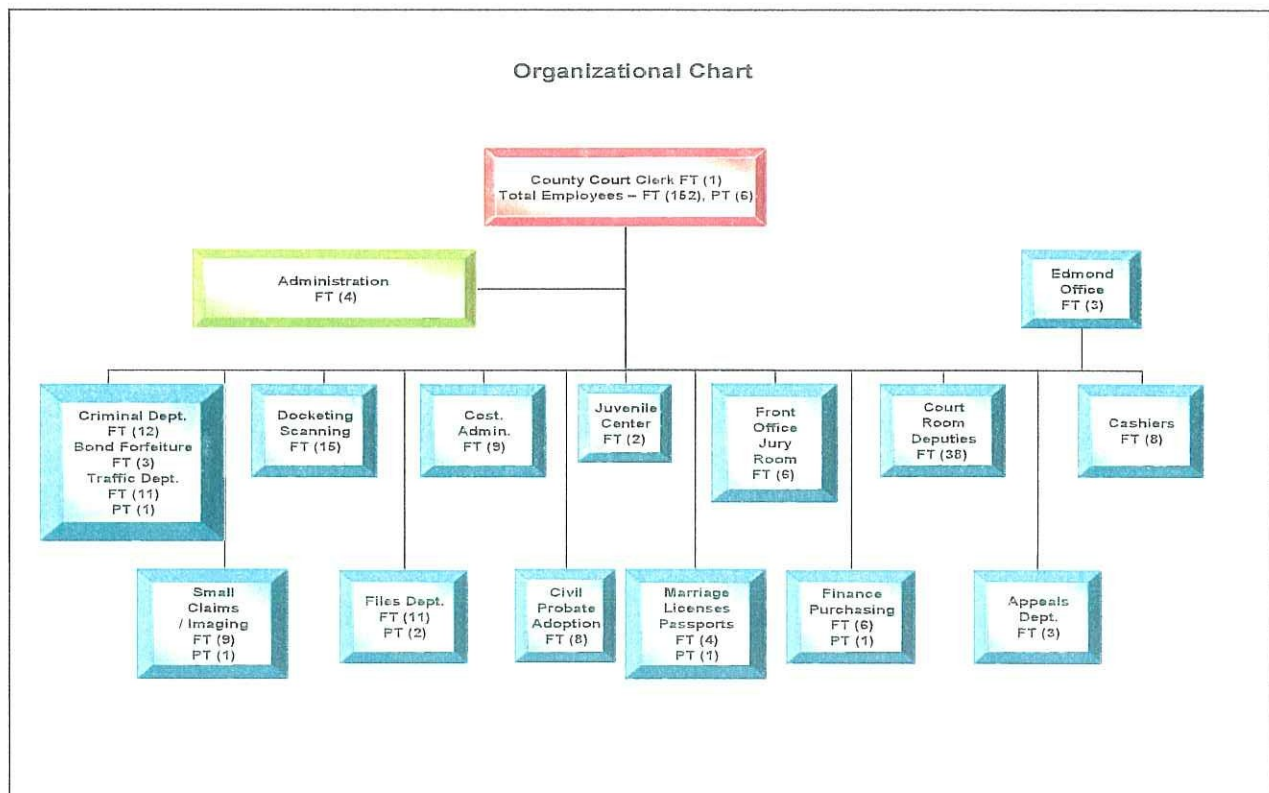 Organizational Chart
County Court Clerk FT (1)
Total Employees – FT (152), PT (6)
Administration
FT (4)
Edmond
Office
FT (3)
Criminal Dept.
FT (12)
Bond Forfeiture
FT (3)
Traffic Dept.
FT (11)
PT (1)
Docketing
Scanning
FT (15)
Cost.
Admin.
FT (9)
Juvenile
Center
FT (2)
Front
Office
Jury
Room
FT (6)
Court
Room
Deputies
FT (38)
Cashiers
FT (8)
Small
Claims
/ Imaging
FT (9)
PT (1)
Files Dept.
FT (11)
PT (2)
Civil
Probate
Adoption
FT (8)
Marriage
Licenses
Passports
FT (4)
PT (1)
Finance
Purchasing
FT (6)
PT (1)
Appeals
Dept.
FT (3)